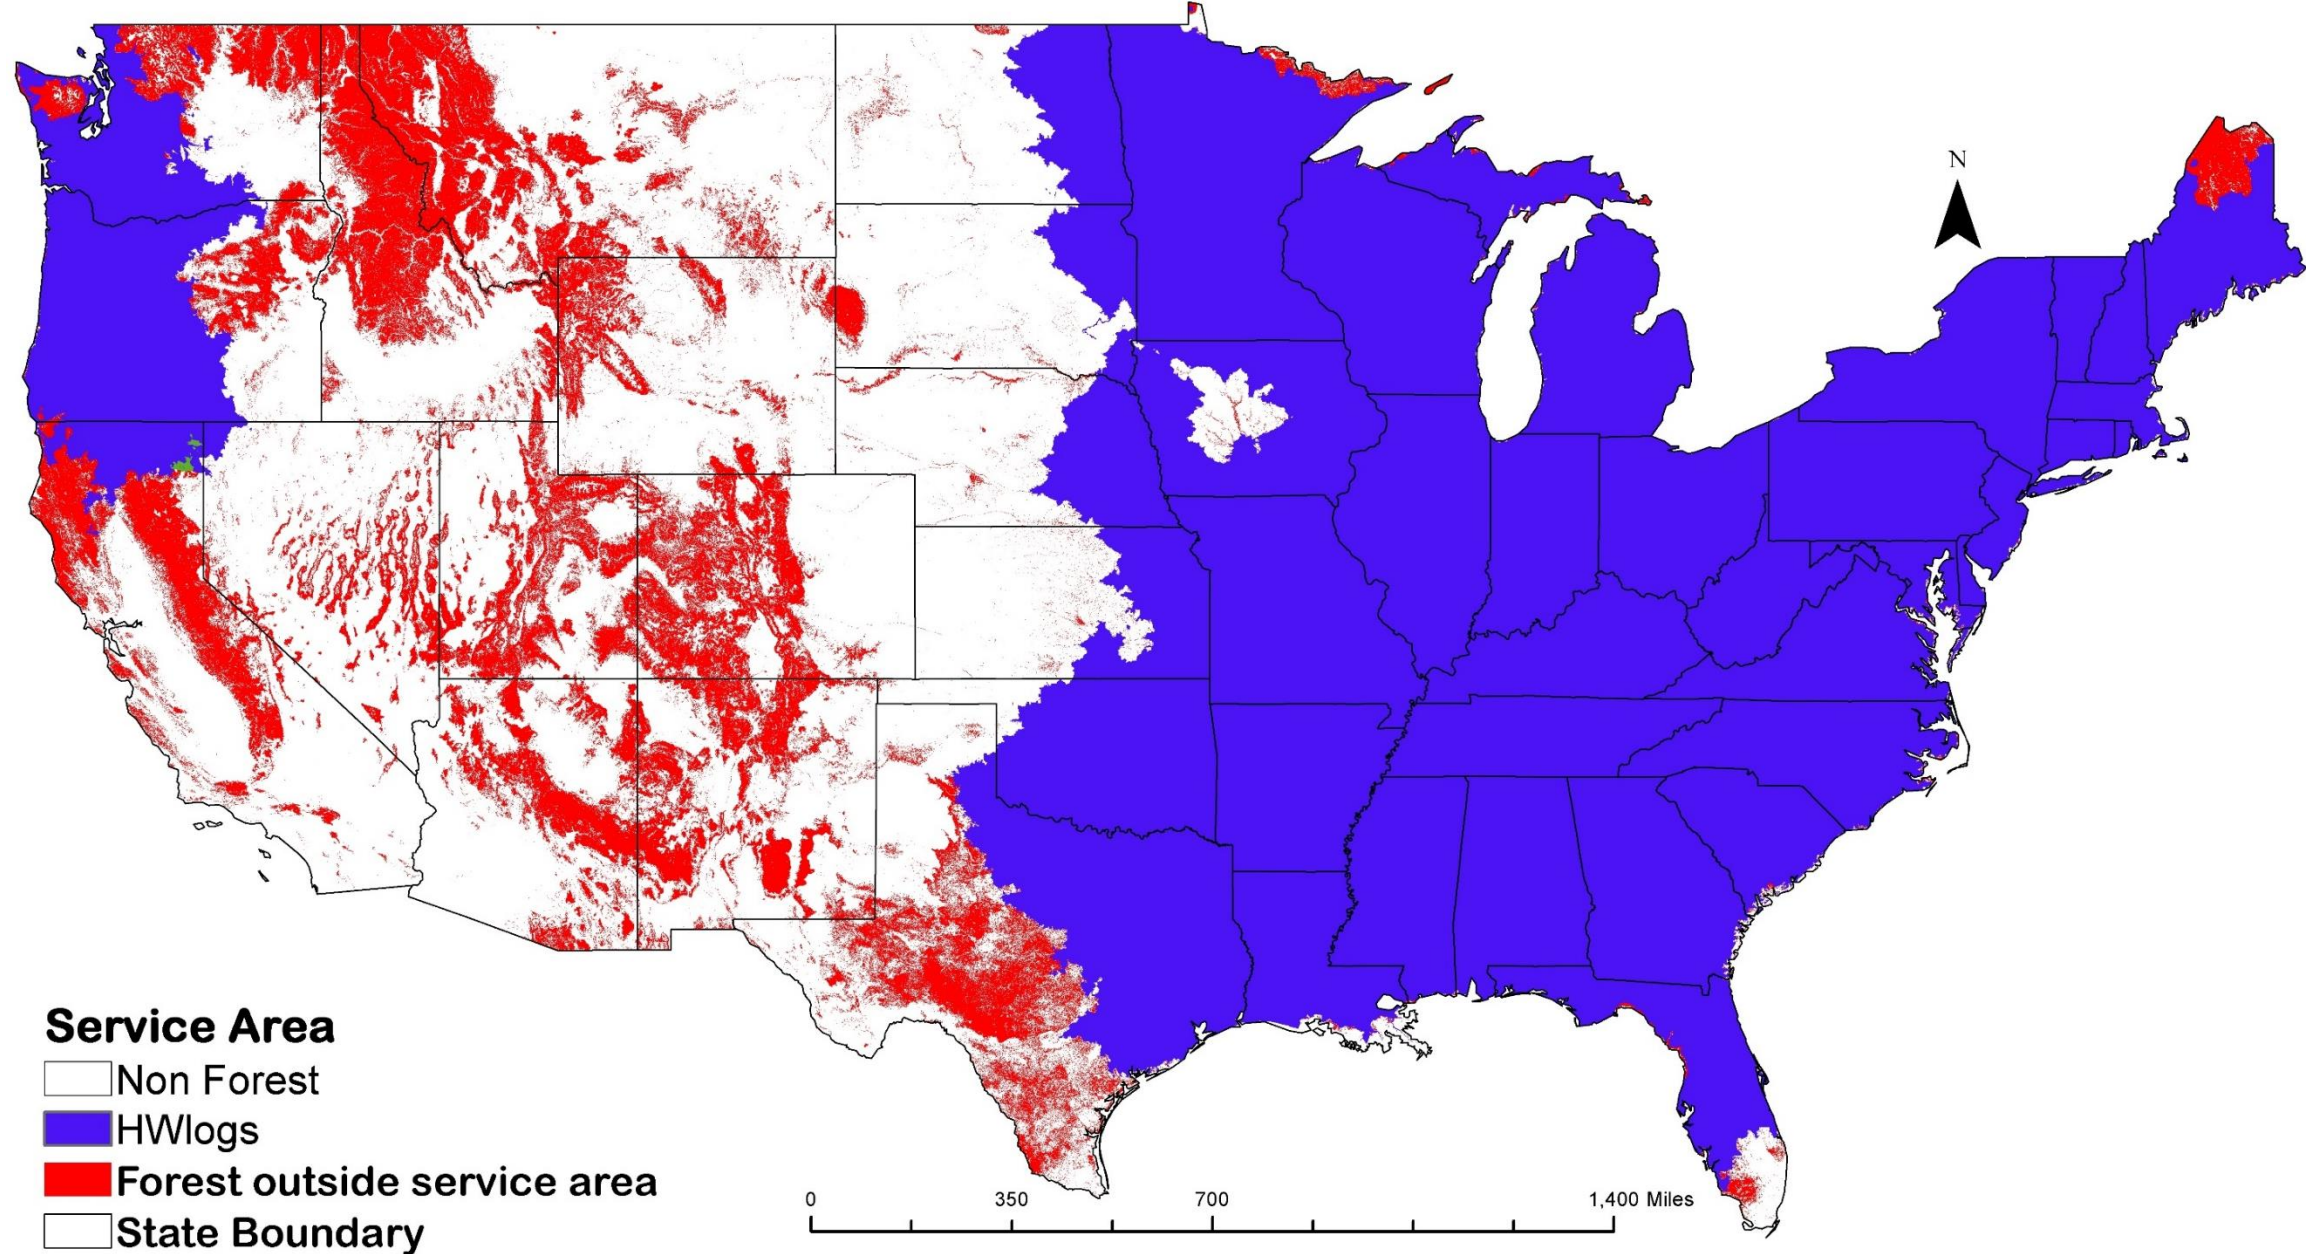 N
Service Area
Non Forest
HWlogs
Forest outside service area
State Boundary
0 350 700 1,400 Miles